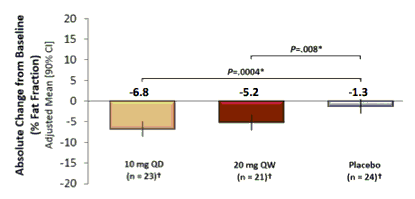 Absolute Change from Baseline
(% Fat Fraction)
Adjusted Mean [90% CI]
20
15
10
5
0
-5
-10
-15
-20
P=.008*
P=.0004*
-6.8
-5.2
-1.3
10 mg QD
(n = 23)†
20 mg QW
(n = 21)†
Placebo
(n = 24)†